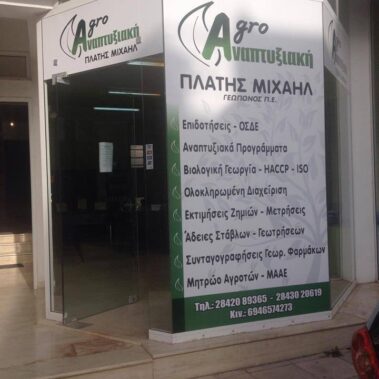 Agro
Αναπτυξιακή
ΠΛΑΤΗΣ ΜΙΧΑΗΛ
Agro
Αναπτυξιακή
ΠΛΑΤΗΣ ΜΙΧΑΗΛ
ΓΕΩΠΟΝΟΣ Π.Ε.
Επιδοτήσεις - ΟΣΔΕ
Αναπτυξιακά Προγράμματα
Βιολογική Γεωργία - HACCP - ISO
Ολοκληρωμένη Διαχείριση
Εκτιμήσεις Ζημιών - Μετρήσεις
Άδειες Στάβλων - Γεωτρήσεων
Συνταγογραφήσεις Γεωρ. Φαρμάκων
Μητρώο Αγροτών - ΜΑΑΕ
Τηλ.: 28420 89365 - 28430 20619
Κιν.: 6946574273